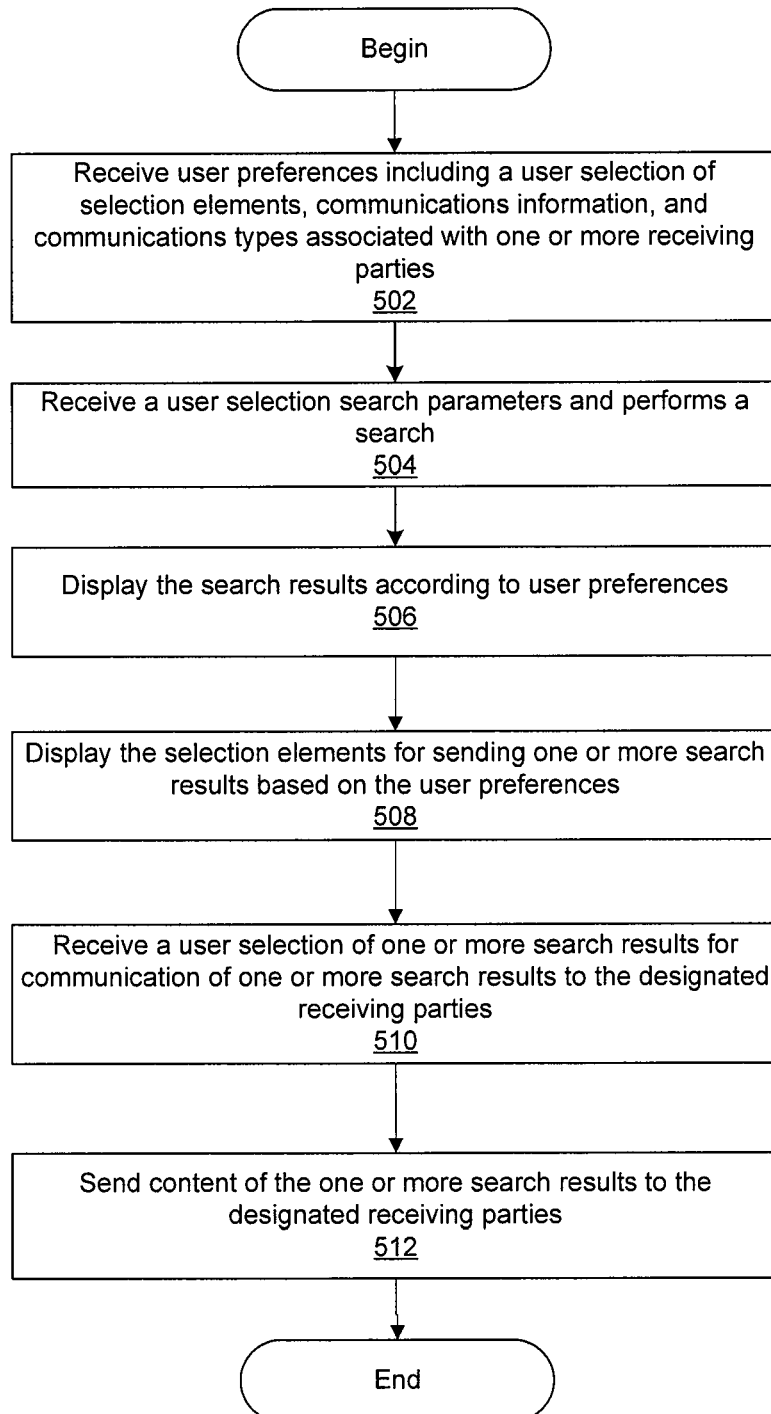 Begin
Receive user preferences including a user selection of
selection elements, communications information, and
communications types associated with one or more receiving
parties
502
Receive a user selection search parameters and performs a
search
504
Display the search results according to user preferences
506
Display the selection elements for sending one or more search
results based on the user preferences
508
Receive a user selection of one or more search results for
communication of one or more search results to the designated
receiving parties
510
Send content of the one or more search results to the
designated receiving parties
512
End